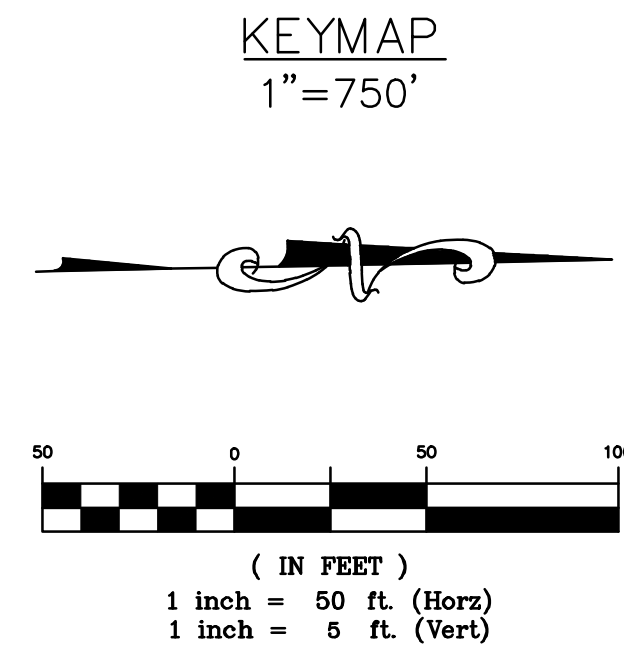 KEYMAP
1"=750'
50 0 50
( IN FEET )
1 inch = 50 ft. (Horz)
1 inch = 5 ft. (Vert)